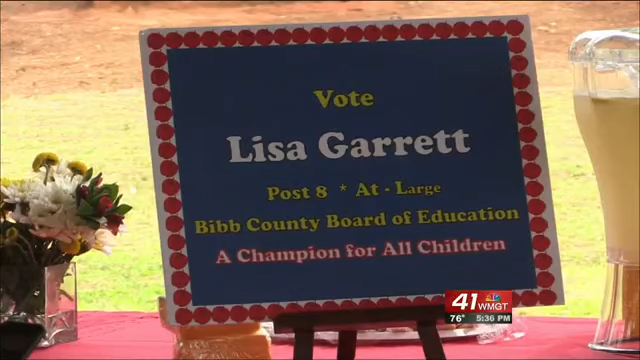 Vote
Lisa Garrett
Post 8 * At - Large
Bibb County Board of Education
A Champion for All Children
41 WMGT
76° 5:36 PM